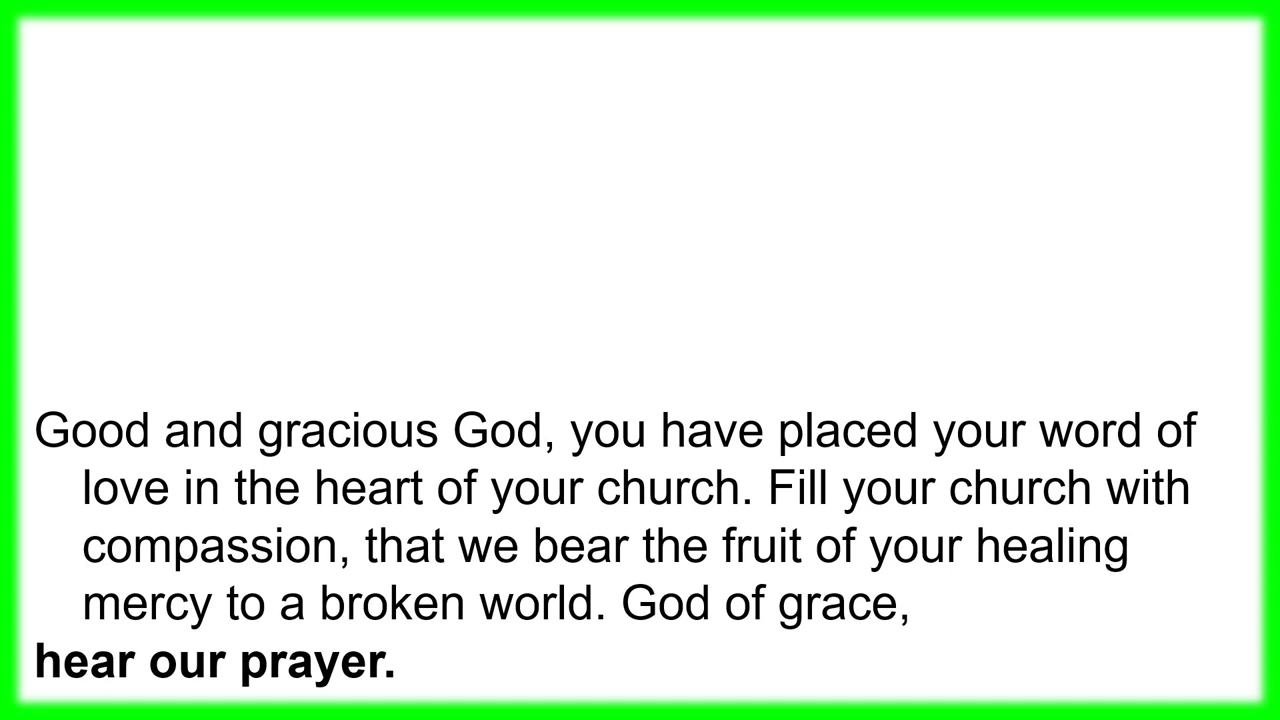 Good and gracious God, you have placed your word of
love in the heart of your church. Fill your church with
compassion, that we bear the fruit of your healing
mercy to a broken world. God of grace,
hear our prayer.